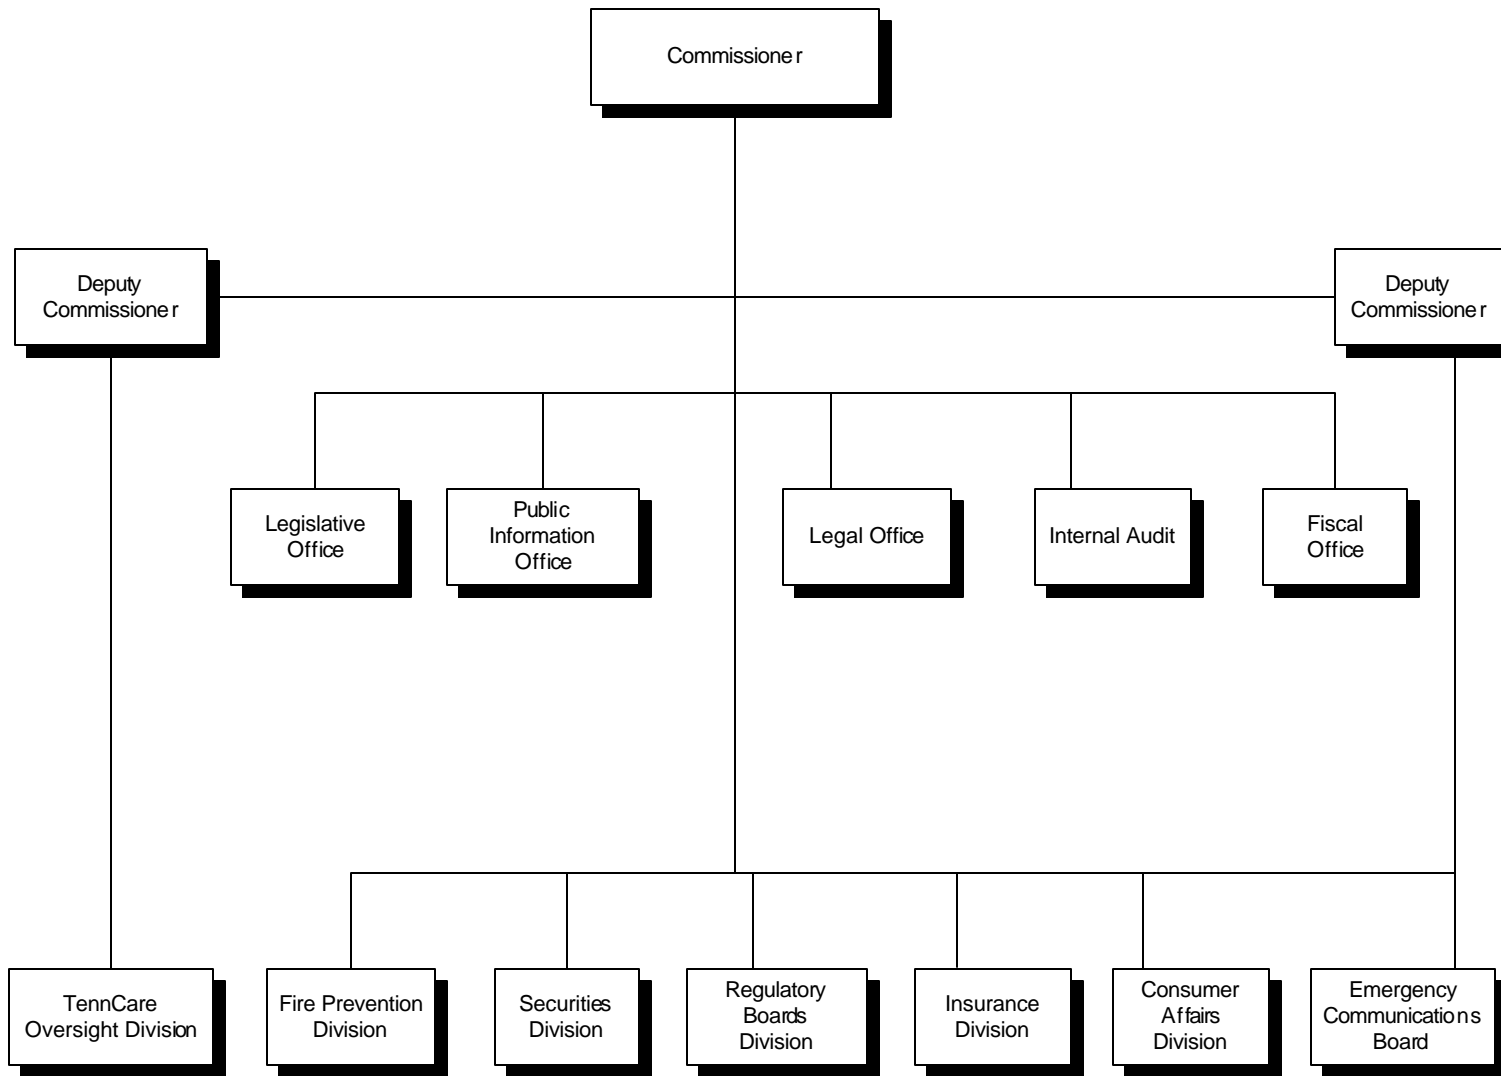 Commissioner
Deputy
Commissioner
Deputy
Commissioner
Legislative
Office
Public
Information
Office
Legal Office
Internal Audit
Fiscal
Office
TennCare
Oversight Division
Fire Prevention
Division
Securities
Division
Regulatory
Boards
Division
Insurance
Division
Consumer
Affairs
Division
Emergency
Communications
Board